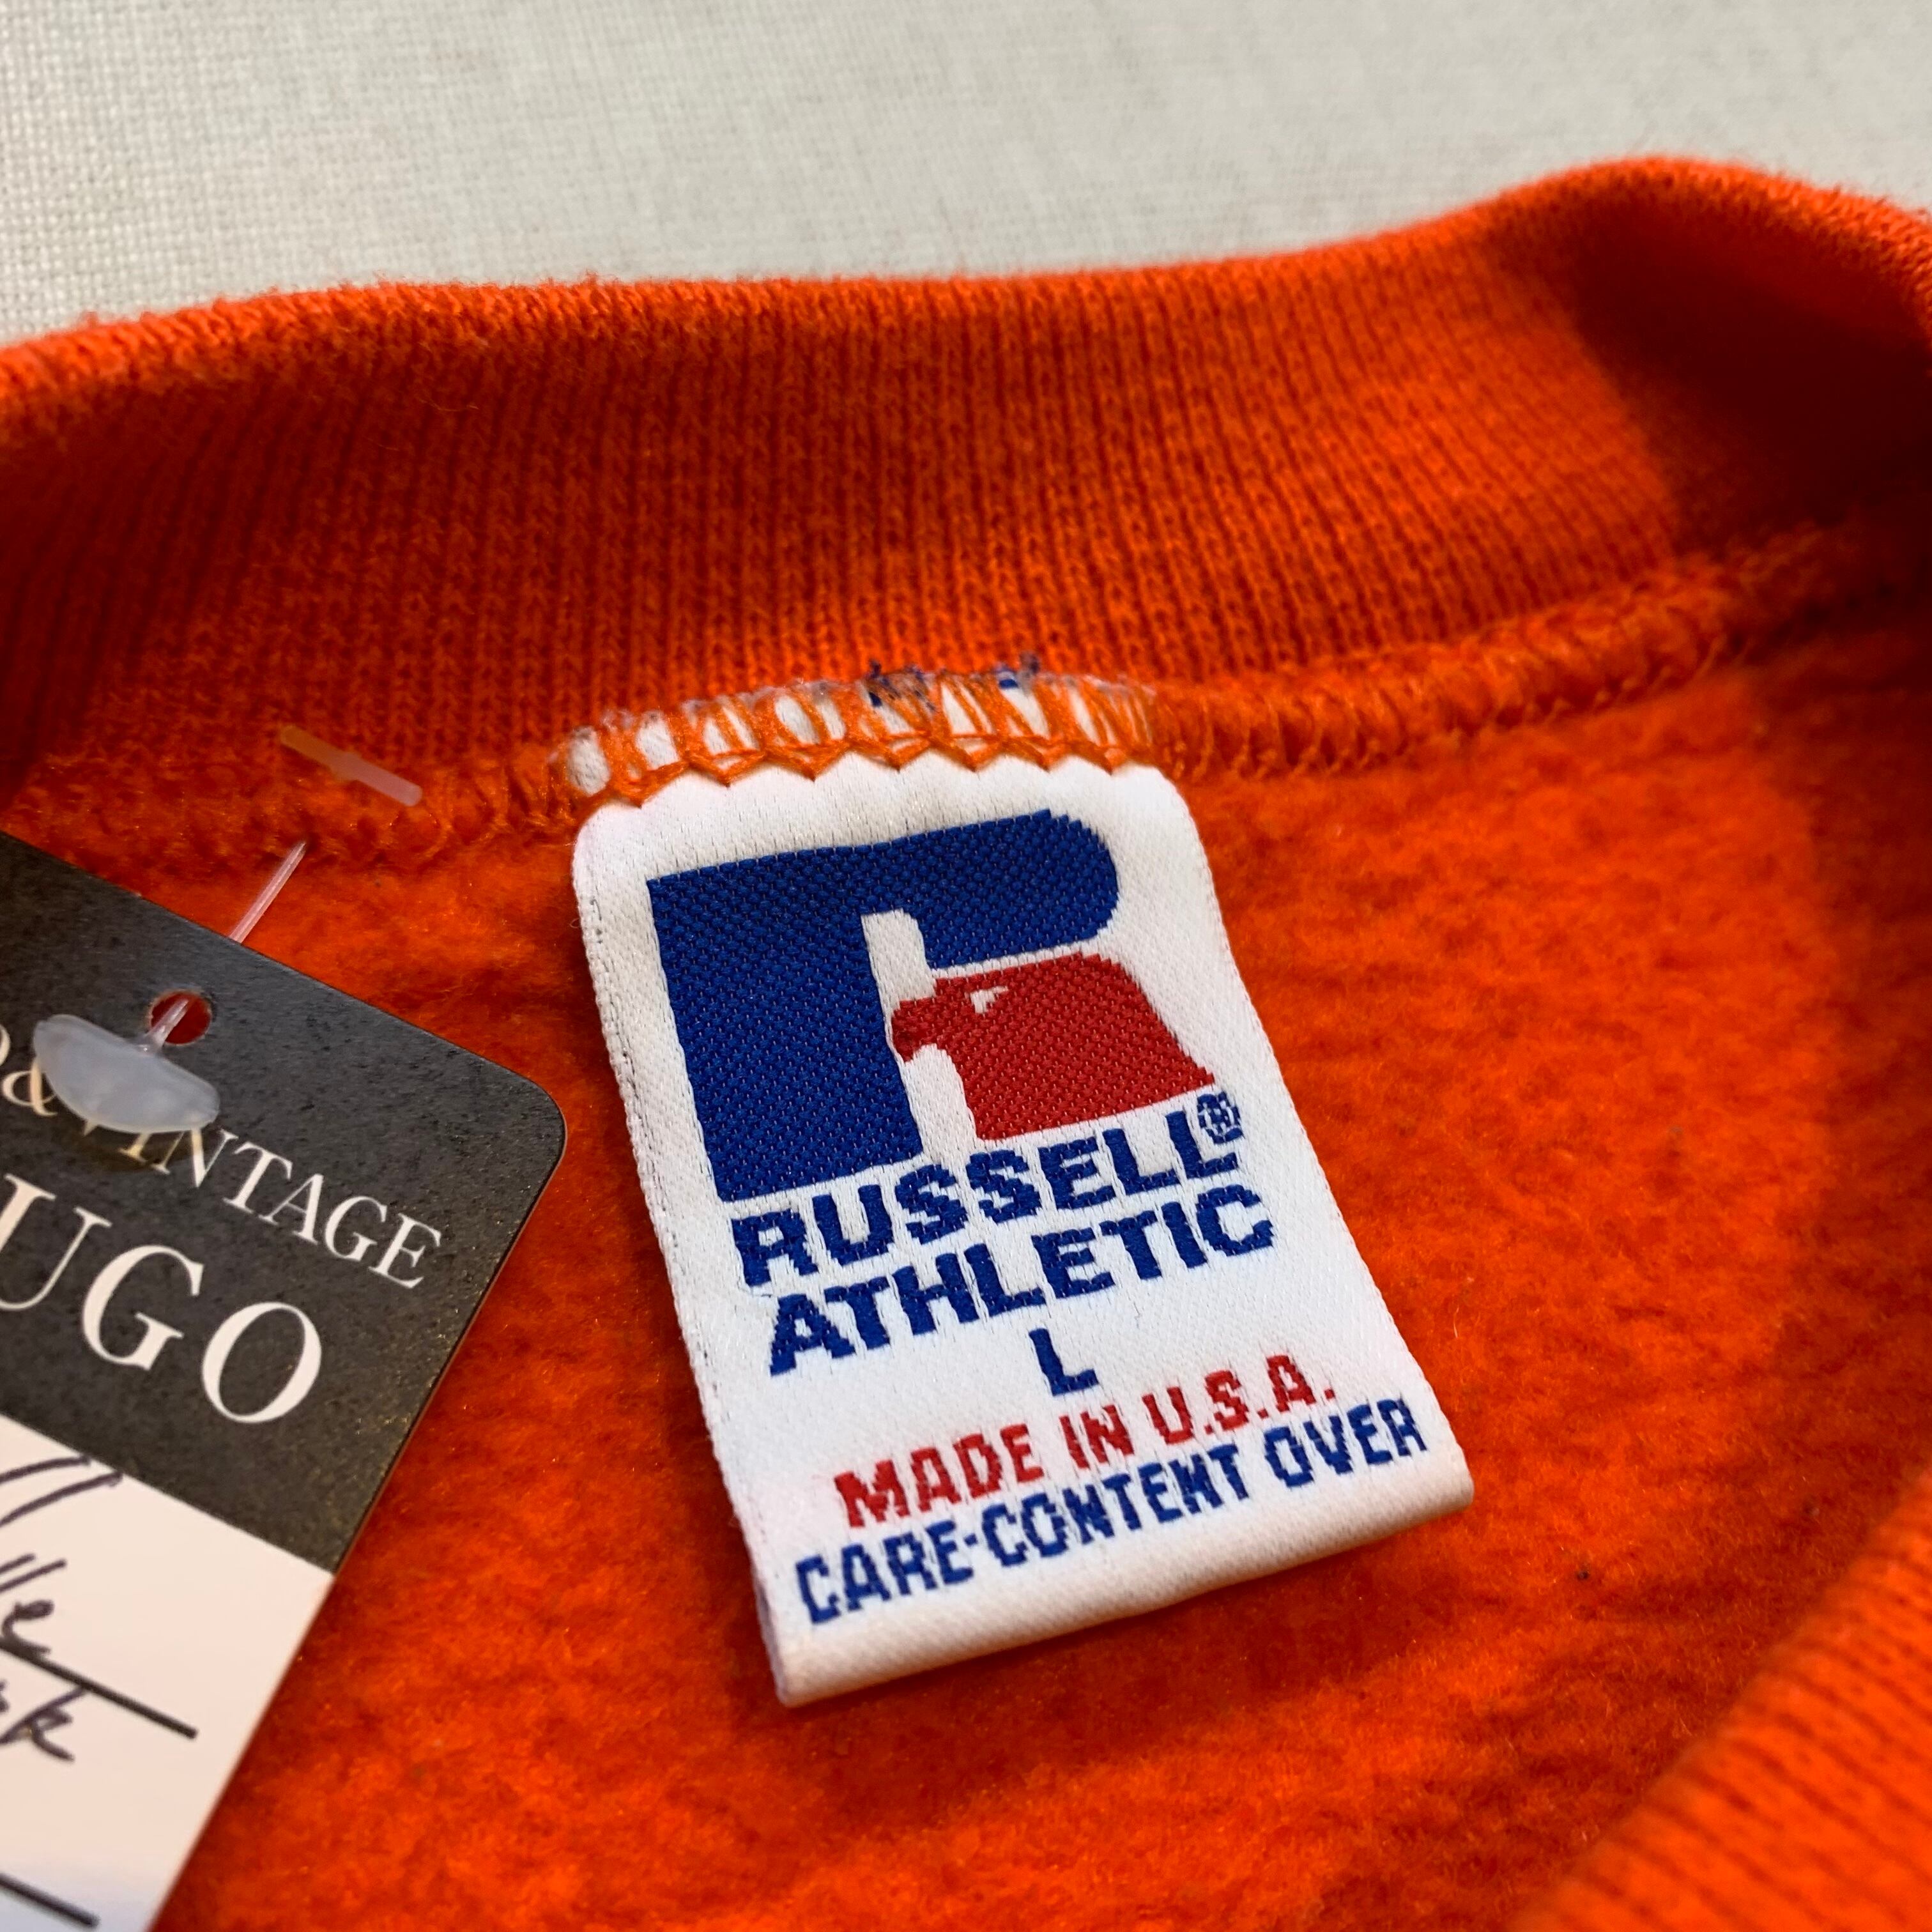 RUSSELL®
ATHLETIC
L
MADE IN U.S.A.
CARE-CONTENT OVER
& VINTAGE
UGO